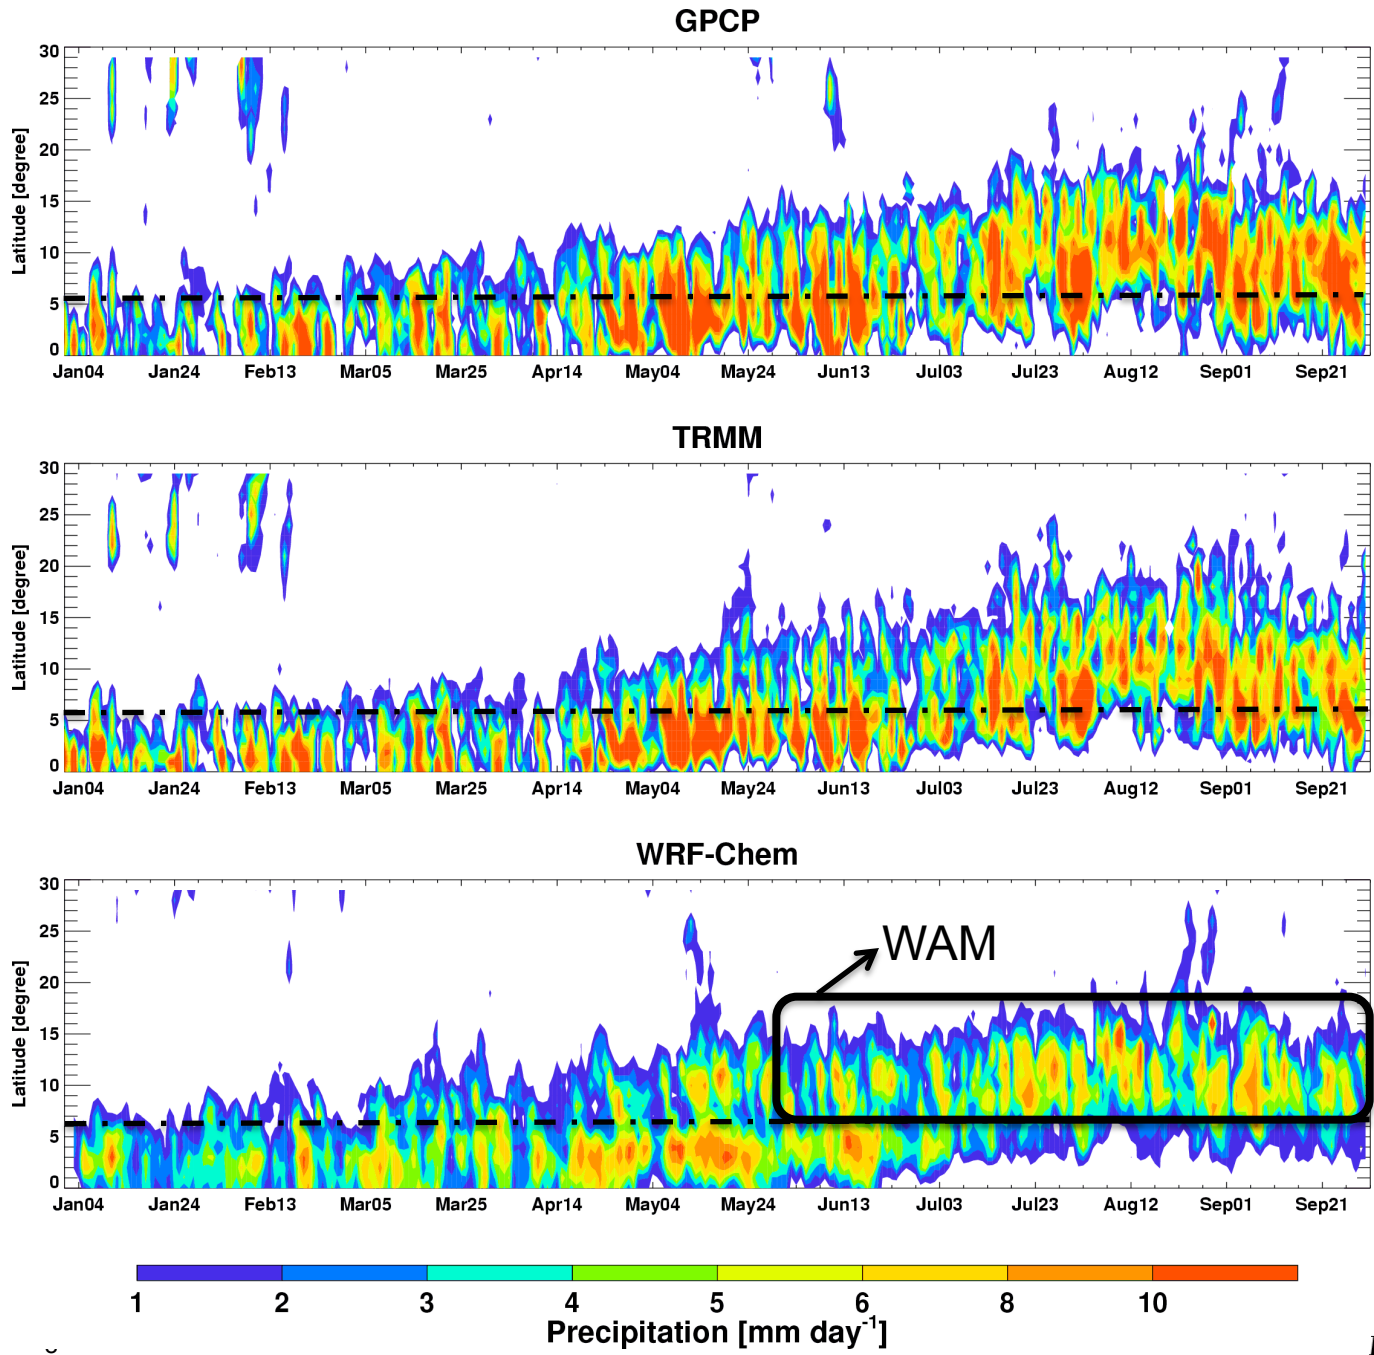 GPCP
30
25
20
15
10
5
0
Latitude [degree]
Jan04 Jan24 Feb13 Mar05 Mar25 Apr14 May04 May24 Jun13 Jul03 Jul23 Aug12 Sep01 Sep21
TRMM
30
25
20
15
10
5
0
Latitude [degree]
Jan04 Jan24 Feb13 Mar05 Mar25 Apr14 May04 May24 Jun13 Jul03 Jul23 Aug12 Sep01 Sep21
WRF-Chem
30
25
20
15
10
5
0
Latitude [degree]
WAM
Jan04 Jan24 Feb13 Mar05 Mar25 Apr14 May04 May24 Jun13 Jul03 Jul23 Aug12 Sep01 Sep21
1 2 3 4 5 6 8 10
Precipitation [mm day⁻¹]